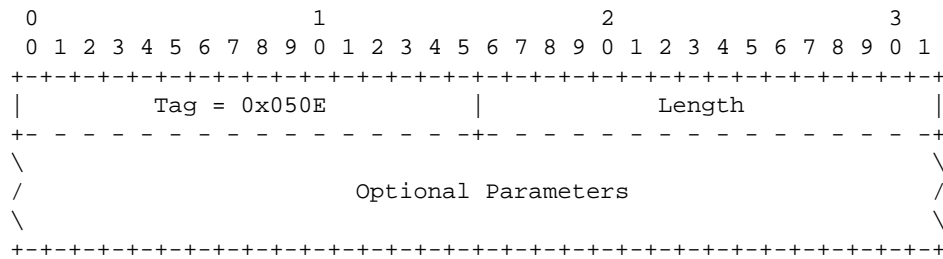 0                   1                   2                   3
 0 1 2 3 4 5 6 7 8 9 0 1 2 3 4 5 6 7 8 9 0 1 2 3 4 5 6 7 8 9 0 1
+-+-+-+-+-+-+-+-+-+-+-+-+-+-+-+-+-+-+-+-+-+-+-+-+-+-+-+-+-+-+-+-+
|         Tag = 0x050E          |            Length             |
+- - - - - - - - - - - - - - - -+- - - - - - - - - - - - - - - -+
\                                                               \
/                       Optional Parameters                     /
\                                                               \
+-+-+-+-+-+-+-+-+-+-+-+-+-+-+-+-+-+-+-+-+-+-+-+-+-+-+-+-+-+-+-+-+